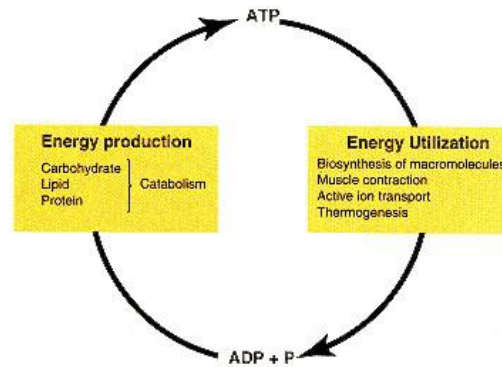 ATP
Energy production
Carbohydrate
Lipid
Protein
Catabolism
Energy Utilization
Biosynthesis of macromolecules
Muscle contraction
Active ion transport
Thermogenesis
ADP + P